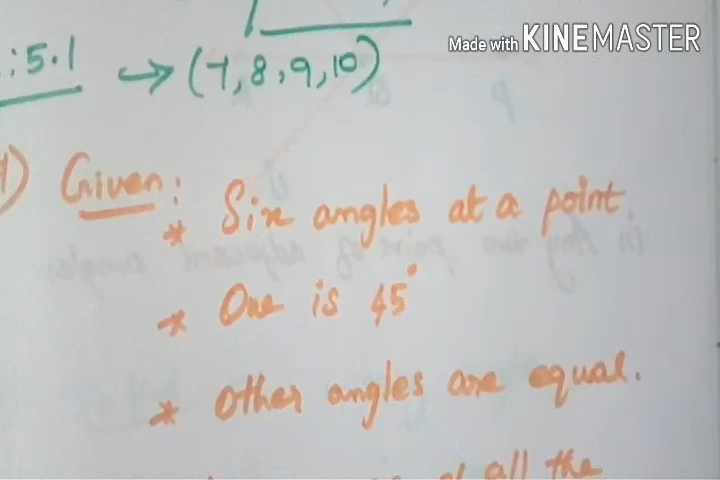 Made with KINEMASTER
:5.1 → (7,8,9,10)
Given:
* Six angles at a point.
* One is 45°
* Other angles are equal.
all the